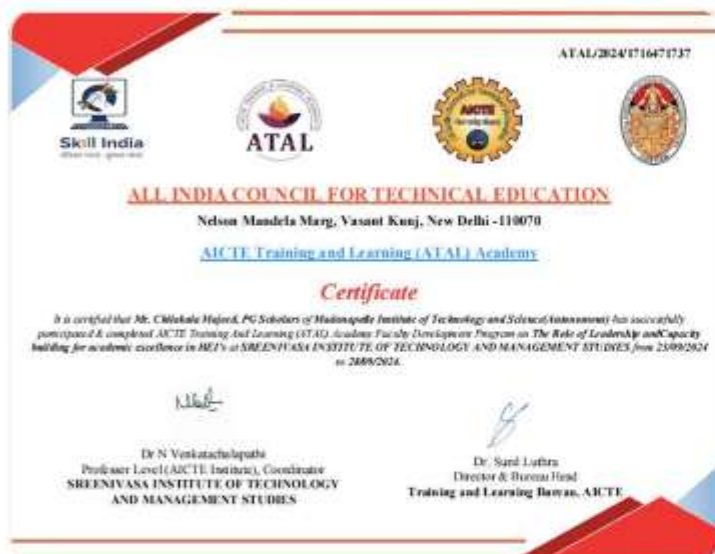 ATAL/2024/1716471737
Skill India
ATAL
AICTE
ALL INDIA COUNCIL FOR TECHNICAL EDUCATION
Nelson Mandela Marg, Vasant Kunj, New Delhi -110070
AICTE Training and Learning (ATAL) Academy
Certificate
It is certified that Mr. Majeed, PG Scholars of Madanapalle Institute of Technology and Science(Autonomous) has successfully
participated & completed AICTE Training And Learning (ATAL) Academy Faculty Development Program on The Role of Leadership andCapacity
building for academic excellence in HEI's at SREENIVASA INSTITUTE OF TECHNOLOGY AND MANAGEMENT STUDIES from 23/09/2024
to 28/09/2024.
Dr N Venkatachalapathi
Professor Level(AICTE Institute), Coordinator
SREENIVASA INSTITUTE OF TECHNOLOGY
AND MANAGEMENT STUDIES
Dr. Sunil Luthra
Director & Bureau Head
Training and Learning Bureau, AICTE